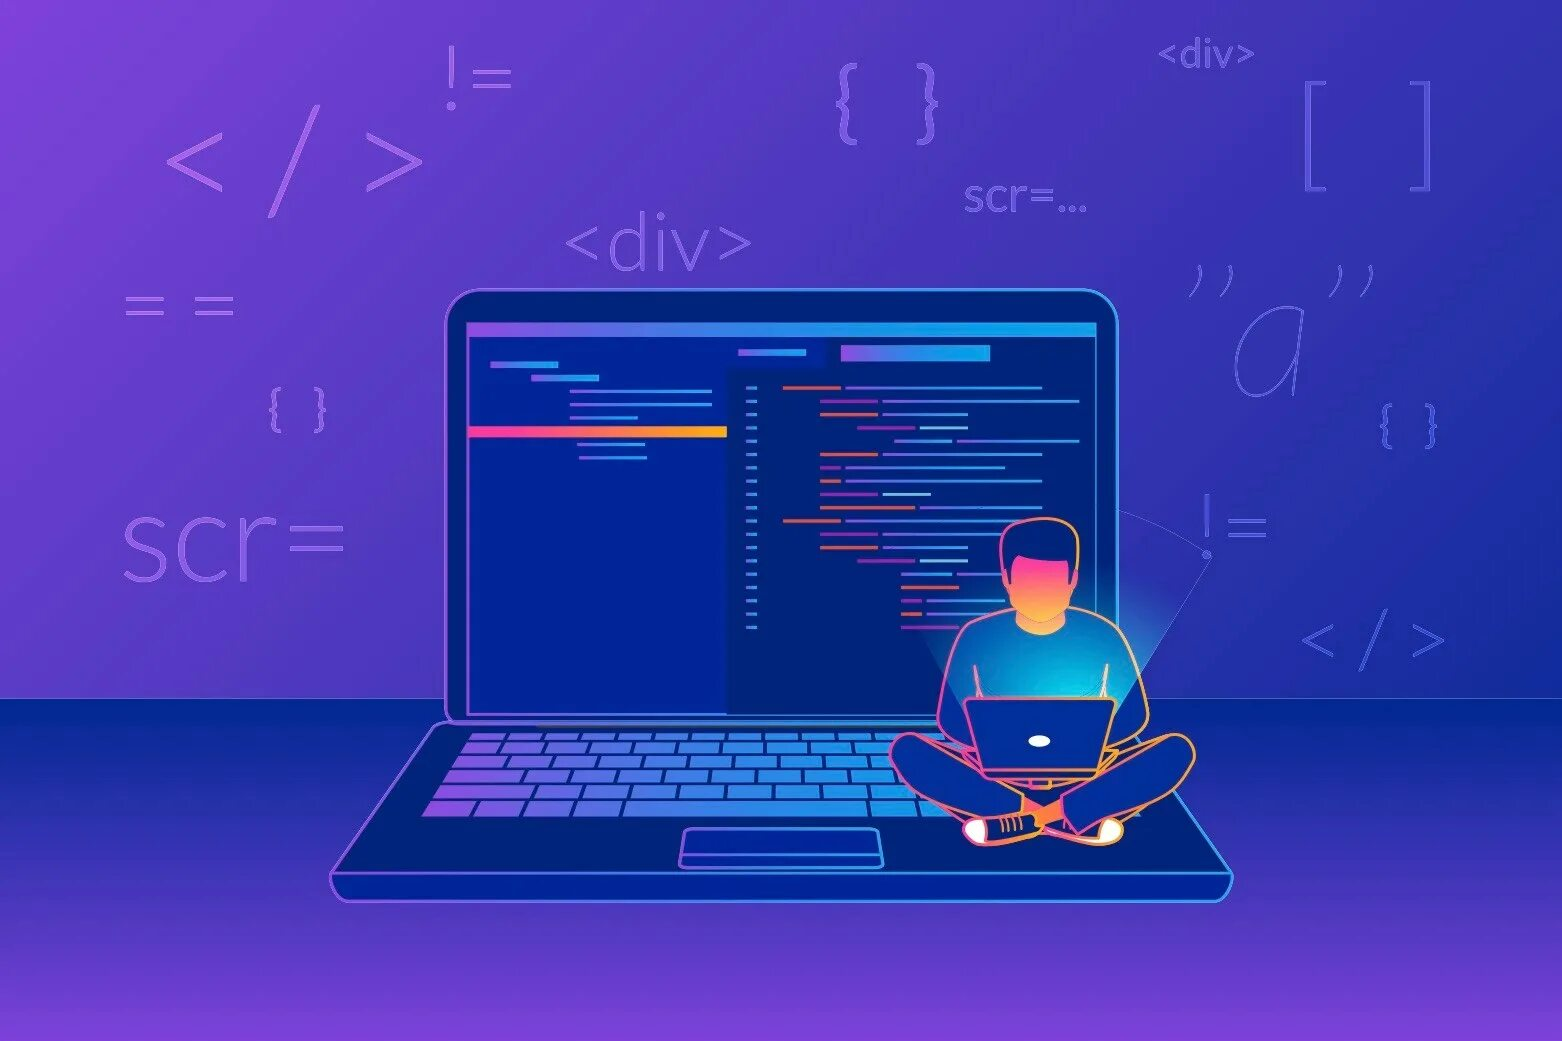 !=
{ }
<div>
</>
[ ]
scr=...
<div>
= =
,, a ,,
{ }
{ }
scr=
!=
</>